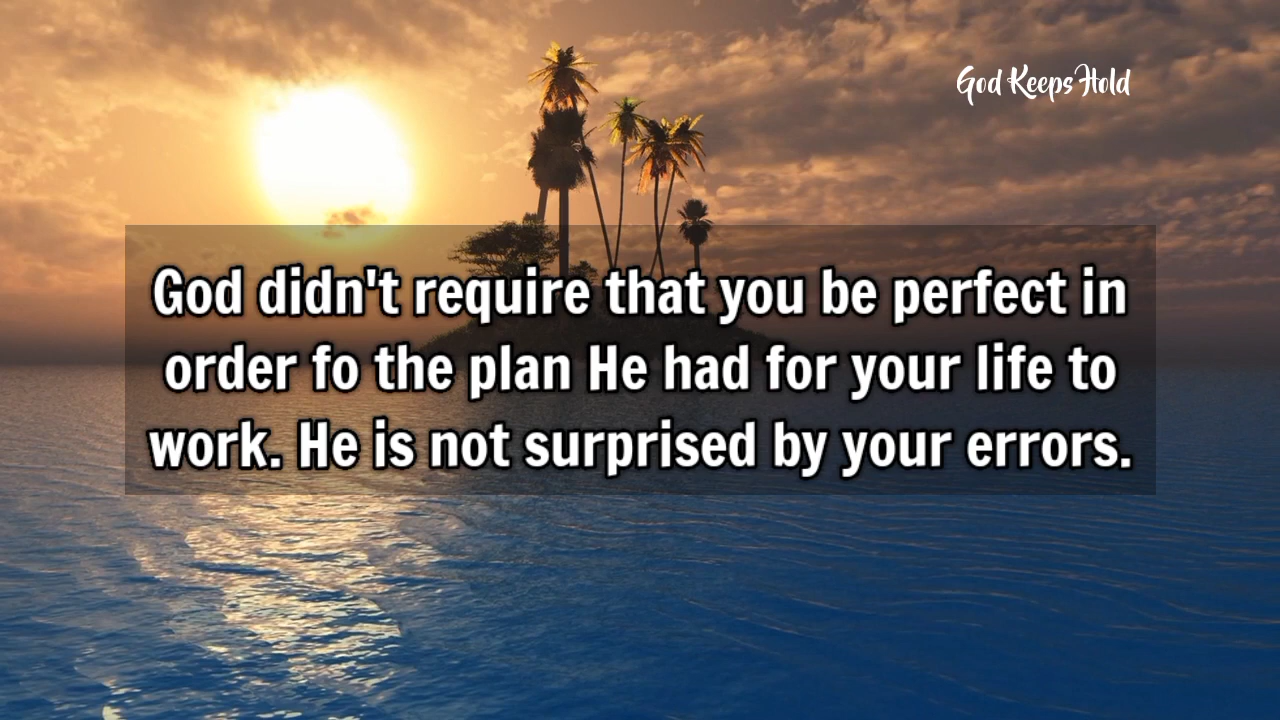 God Keeps Hold
God didn't require that you be perfect in
order fo the plan He had for your life to
work. He is not surprised by your errors.